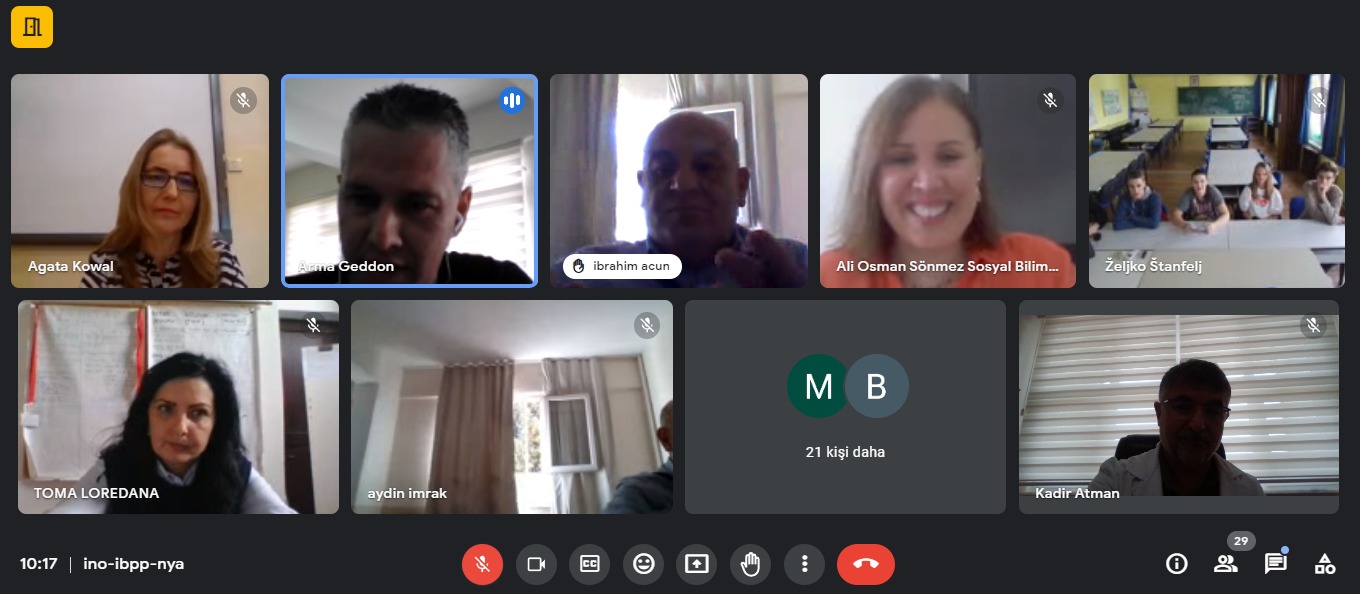 Agata Kowal
Arma Geddon
ibrahim acun
Ali Osman Sönmez Sosyal Bilim...
Željko Štanfelj
TOMA LOREDANA
aydin imrak
M B
21 kişi daha
Kadir Atman
10:17 | ino-ibpp-nya
CC
29